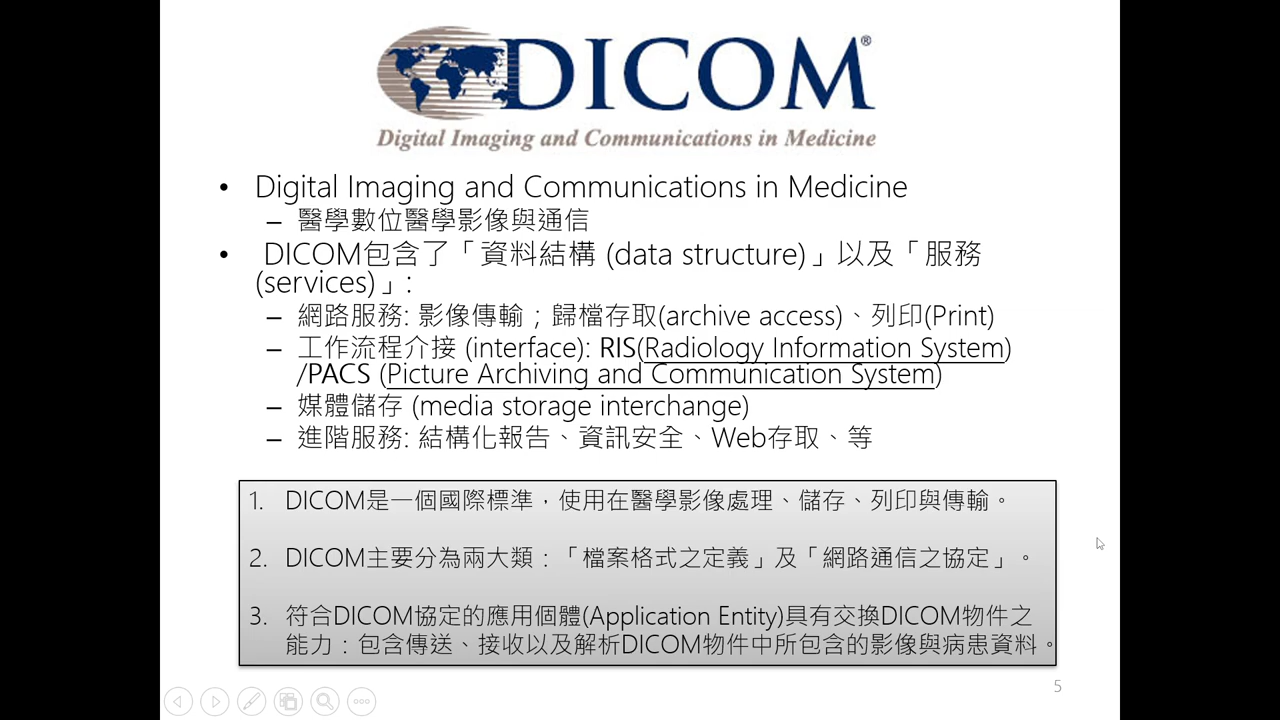 DICOM®
Digital Imaging and Communications in Medicine
• Digital Imaging and Communications in Medicine
– 醫學數位醫學影像與通信
• DICOM包含了「資料結構 (data structure)」以及「服務
(services)」:
– 網路服務: 影像傳輸；歸檔存取(archive access)、列印(Print)
– 工作流程介接 (interface): RIS(Radiology Information System)
/PACS (Picture Archiving and Communication System)
– 媒體儲存 (media storage interchange)
– 進階服務: 結構化報告、資訊安全、Web存取、等
1. DICOM是一個國際標準，使用在醫學影像處理、儲存、列印與傳輸。
2. DICOM主要分為兩大類：「檔案格式之定義」及「網路通信之協定」。
3. 符合DICOM協定的應用個體(Application Entity)具有交換DICOM物件之
能力：包含傳送、接收以及解析DICOM物件中所包含的影像與病患資料。
5